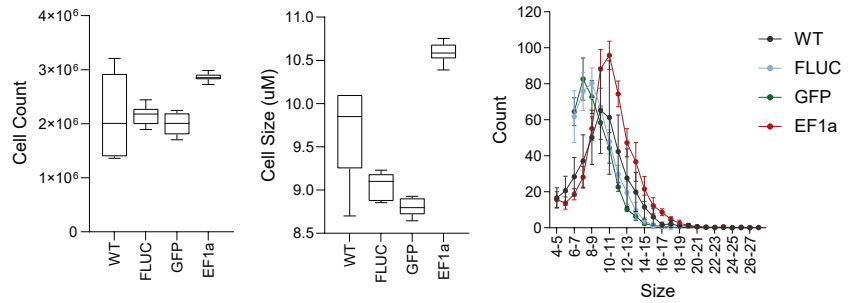 Cell Count
4×10⁶
3×10⁶
2×10⁶
1×10⁶
0
WT
FLUC
GFP
EF1a
Cell Size (uM)
11.0
10.5
10.0
9.5
9.0
8.5
WT
FLUC
GFP
EF1a
Count
120
100
80
60
40
20
0
4-5
6-7
8-9
10-11
12-13
14-15
16-17
18-19
20-21
22-23
24-25
26-27
Size
WT
FLUC
GFP
EF1a